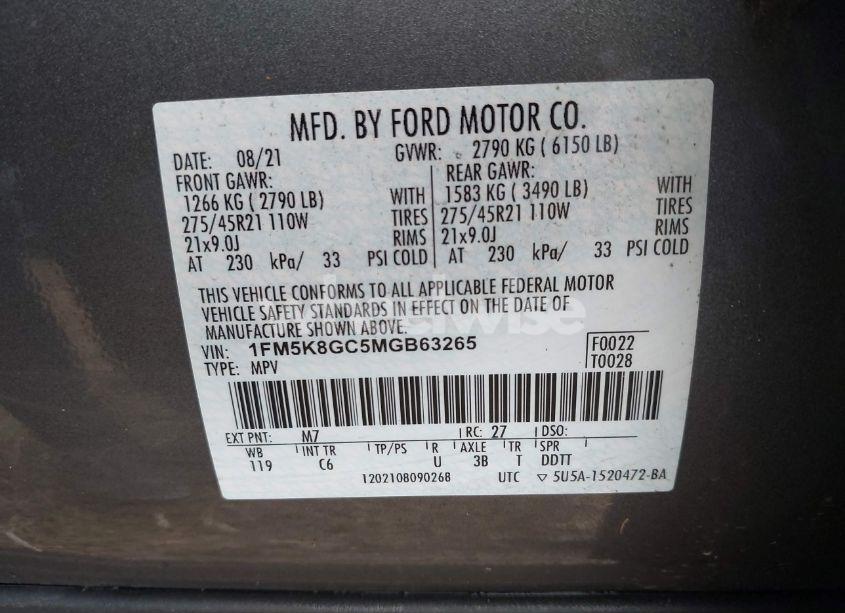 MFD. BY FORD MOTOR CO.
DATE: 08/21 GVWR: 2790 KG ( 6150 LB)
FRONT GAWR: REAR GAWR:
1266 KG ( 2790 LB) WITH 1583 KG ( 3490 LB) WITH
275/45R21 110W TIRES 275/45R21 110W TIRES
21x9.0J RIMS 21x9.0J RIMS
AT 230 kPa/ 33 PSI COLD AT 230 kPa/ 33 PSI COLD
THIS VEHICLE CONFORMS TO ALL APPLICABLE FEDERAL MOTOR
VEHICLE SAFETY STANDARDS IN EFFECT ON THE DATE OF
MANUFACTURE SHOWN ABOVE.
VIN: 1FM5K8GC5MGB63265 F0022
TYPE: MPV T0028
EXT PNT: M7 RC: 27 DSO:
WB INT TR TP/PS R AXLE TR SPR
119 C6 U 3B T DDTT
1202108090268 UTC ▽ 5U5A-1520472-BA